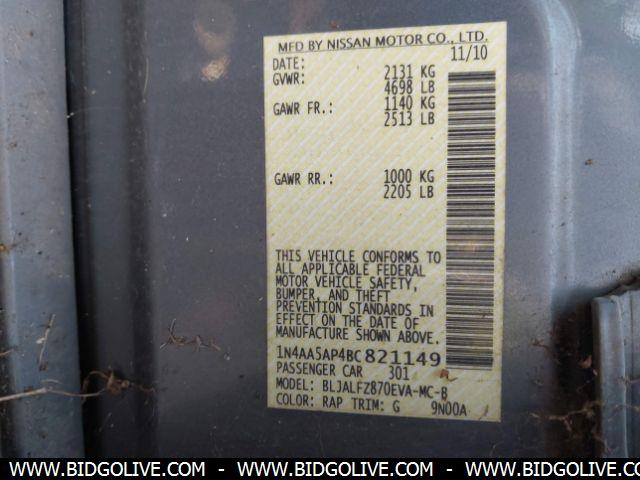 MFD BY NISSAN MOTOR CO., LTD.
DATE: 11/10
GVWR: 2131 KG
4698 LB
GAWR FR.: 1140 KG
2513 LB
GAWR RR.: 1000 KG
2205 LB
THIS VEHICLE CONFORMS TO
ALL APPLICABLE FEDERAL
MOTOR VEHICLE SAFETY,
BUMPER, AND THEFT
PREVENTION STANDARDS IN
EFFECT ON THE DATE OF
MANUFACTURE SHOWN ABOVE.
1N4AA5AP4BC821149
PASSENGER CAR 301
MODEL: BLJALFZ870EVA-MC-B
COLOR: RAP TRIM: G 9N00A
WWW.BIDGOLIVE.COM - WWW.BIDGOLIVE.COM - WWW.BIDGOLIVE.COM